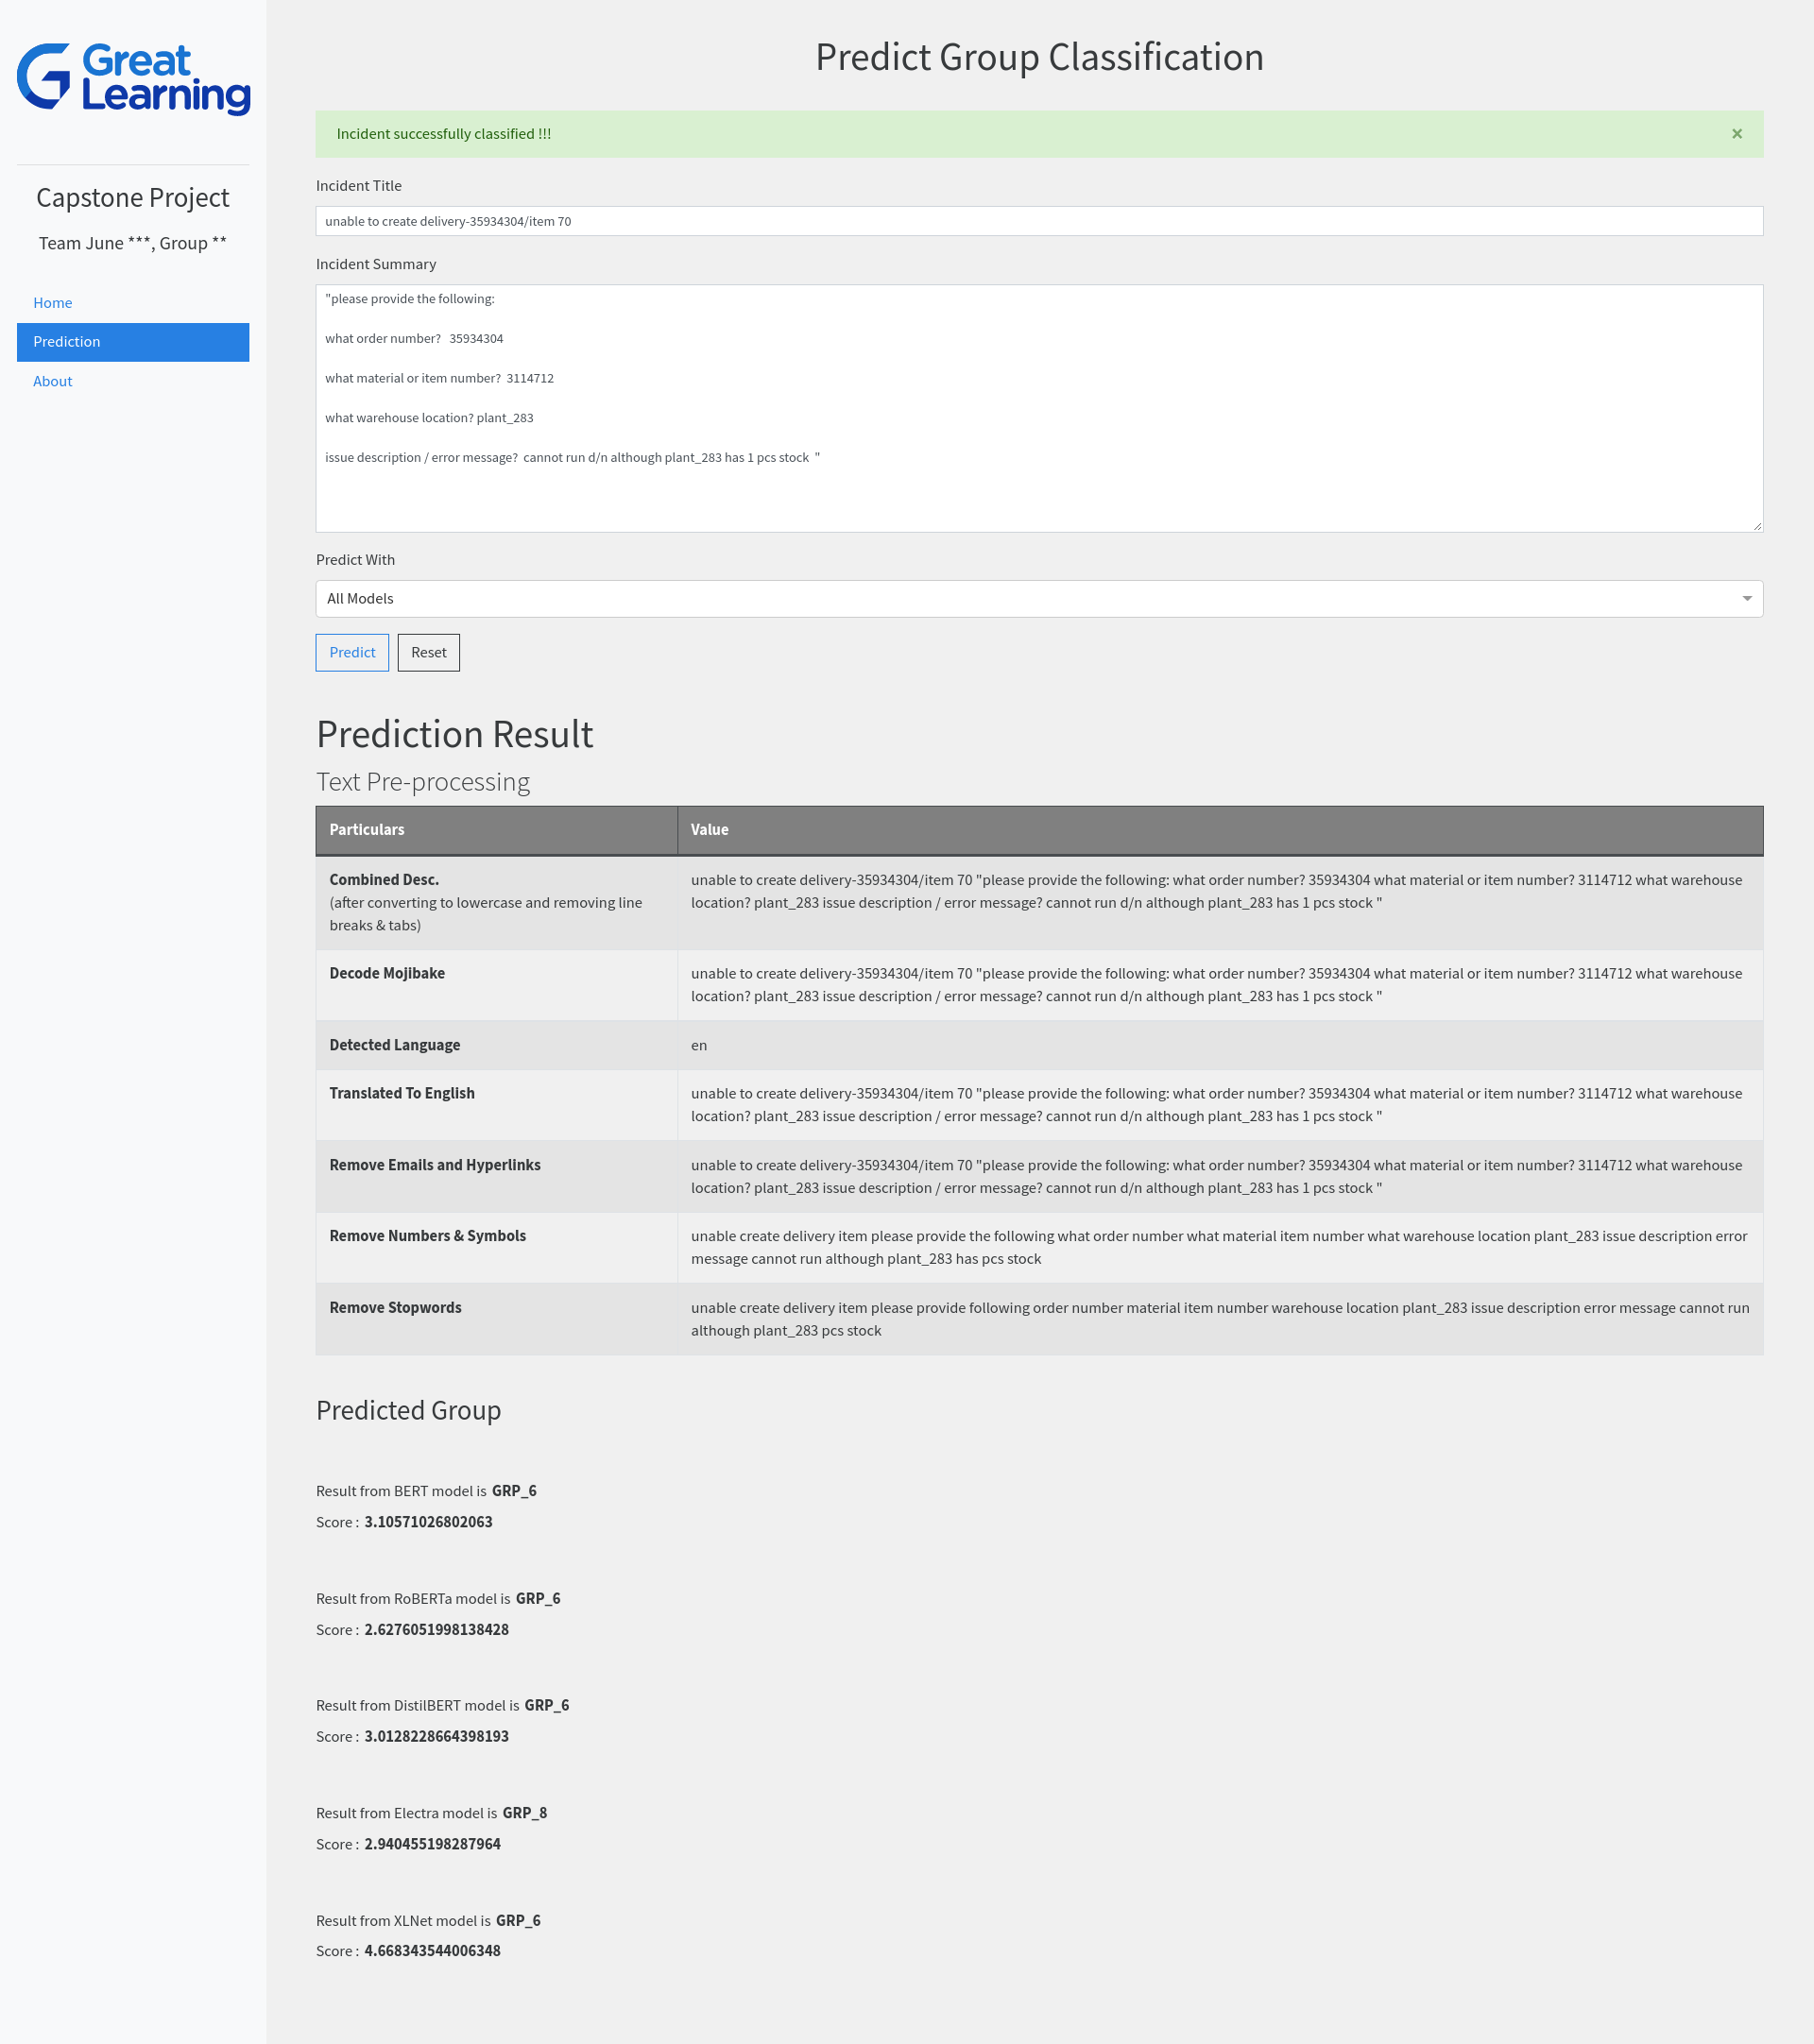 Great
Learning
Capstone Project
Team June ***, Group **
Home
Prediction
About
Predict Group Classification
Incident successfully classified !!!
×
Incident Title
unable to create delivery-35934304/item 70
Incident Summary
"please provide the following:
what order number?   35934304
what material or item number?  3114712
what warehouse location? plant_283
issue description / error message?  cannot run d/n although plant_283 has 1 pcs stock  "
Predict With
All Models
Predict
Reset
Prediction Result
Text Pre-processing
Particulars
Value
Combined Desc.
(after converting to lowercase and removing line
breaks & tabs)
unable to create delivery-35934304/item 70 "please provide the following: what order number? 35934304 what material or item number? 3114712 what warehouse
location? plant_283 issue description / error message? cannot run d/n although plant_283 has 1 pcs stock "
Decode Mojibake
unable to create delivery-35934304/item 70 "please provide the following: what order number? 35934304 what material or item number? 3114712 what warehouse
location? plant_283 issue description / error message? cannot run d/n although plant_283 has 1 pcs stock "
Detected Language
en
Translated To English
unable to create delivery-35934304/item 70 "please provide the following: what order number? 35934304 what material or item number? 3114712 what warehouse
location? plant_283 issue description / error message? cannot run d/n although plant_283 has 1 pcs stock "
Remove Emails and Hyperlinks
unable to create delivery-35934304/item 70 "please provide the following: what order number? 35934304 what material or item number? 3114712 what warehouse
location? plant_283 issue description / error message? cannot run d/n although plant_283 has 1 pcs stock "
Remove Numbers & Symbols
unable create delivery item please provide the following what order number what material item number what warehouse location plant_283 issue description error
message cannot run although plant_283 has pcs stock
Remove Stopwords
unable create delivery item please provide following order number material item number warehouse location plant_283 issue description error message cannot run
although plant_283 pcs stock
Predicted Group
Result from BERT model is GRP_6
Score : 3.10571026802063
Result from RoBERTa model is GRP_6
Score : 2.6276051998138428
Result from DistilBERT model is GRP_6
Score : 3.0128228664398193
Result from Electra model is GRP_8
Score : 2.940455198287964
Result from XLNet model is GRP_6
Score : 4.668343544006348